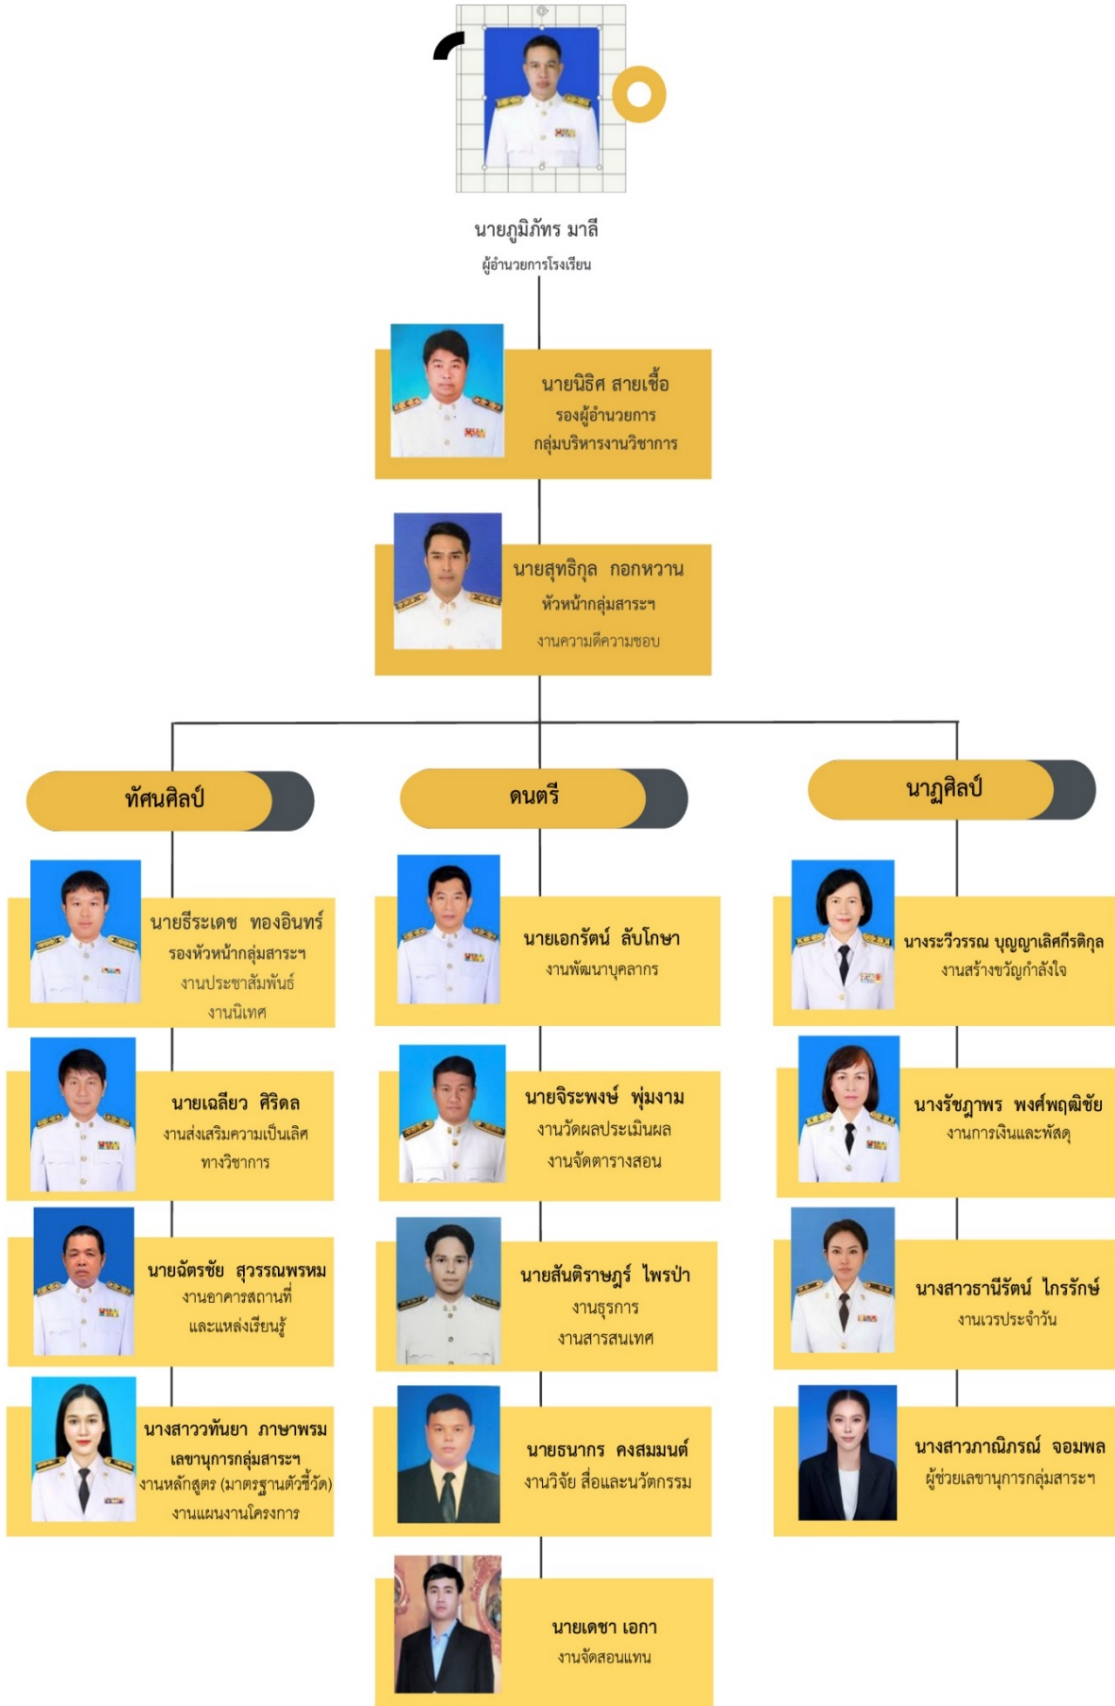 นายภูมิภัทร มาลี
ผู้อำนวยการโรงเรียน
นายนิธิศ สายเชื้อ
รองผู้อำนวยการ
กลุ่มบริหารงานวิชาการ
นายสุทธิกุล กอกหวาน
หัวหน้ากลุ่มสาระฯ
งานความดีความชอบ
ทัศนศิลป์
นายธีระเดช ทองอินทร์
รองหัวหน้ากลุ่มสาระฯ
งานประชาสัมพันธ์
งานนิเทศ
นายเฉลียว ศิริดล
งานส่งเสริมความเป็นเลิศ
ทางวิชาการ
นายฉัตรชัย สุวรรณพรหม
งานอาคารสถานที่
และแหล่งเรียนรู้
นางสาววทันยา ภาษาพรม
เลขานุการกลุ่มสาระฯ
งานหลักสูตร (มาตรฐานตัวชี้วัด)
งานแผนงานโครงการ
ดนตรี
นายเอกรัตน์ ลับโกษา
งานพัฒนาบุคลากร
นายจิระพงษ์ พุ่มงาม
งานวัดผลประเมินผล
งานจัดตารางสอน
นายสันติราษฎร์ ไพรป่า
งานธุรการ
งานสารสนเทศ
นายธนากร คงสมมนต์
งานวิจัย สื่อและนวัตกรรม
นายเดชา เอกา
งานจัดสอนแทน
นาฏศิลป์
นางระวีวรรณ บุญญาเลิศกีรติกุล
งานสร้างขวัญกำลังใจ
นางรัชฎาพร พงศ์พฤฒิชัย
งานการเงินและพัสดุ
นางสาวธานีรัตน์ ไกรรักษ์
งานเวรประจำวัน
นางสาวภาณิภรณ์ จอมพล
ผู้ช่วยเลขานุการกลุ่มสาระฯ